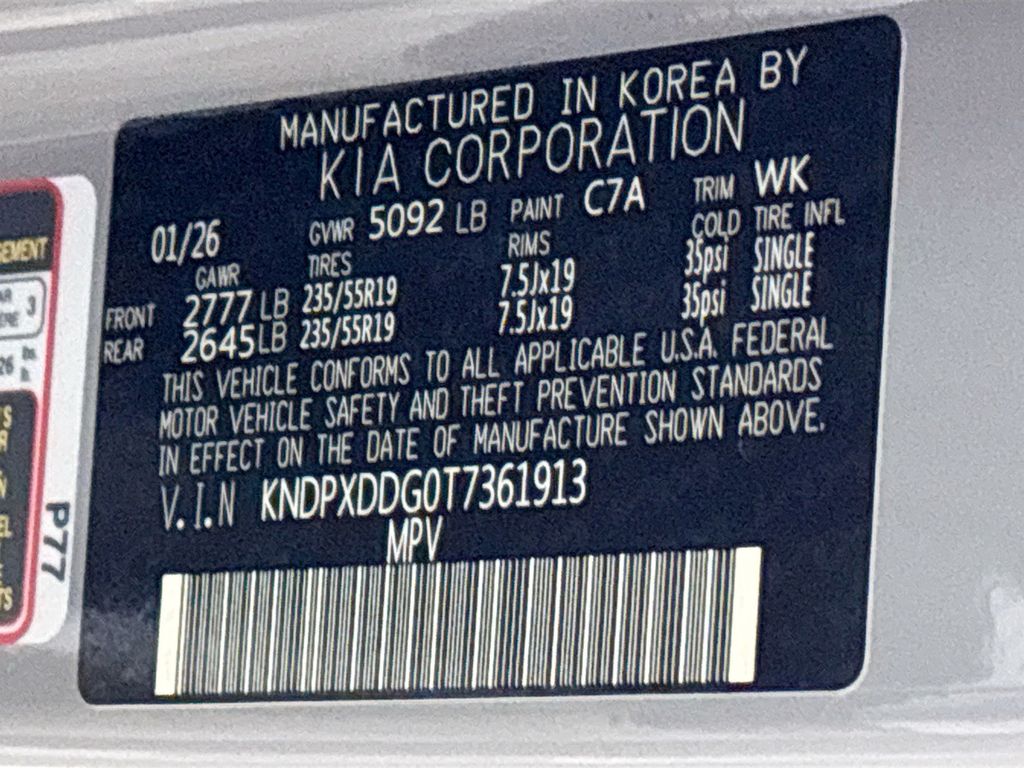 MANUFACTURED IN KOREA BY
KIA CORPORATION
01/26 GVWR 5092 LB PAINT C7A TRIM WK
GAWR TIRES RIMS COLD TIRE INFL
FRONT 2777 LB 235/55R19 7.5Jx19 35psi SINGLE
REAR 2645 LB 235/55R19 7.5Jx19 35psi SINGLE
THIS VEHICLE CONFORMS TO ALL APPLICABLE U.S.A. FEDERAL
MOTOR VEHICLE SAFETY AND THEFT PREVENTION STANDARDS
IN EFFECT ON THE DATE OF MANUFACTURE SHOWN ABOVE.
V.I.N KNDPXDDG0T7361913
MPV
3
26
P77